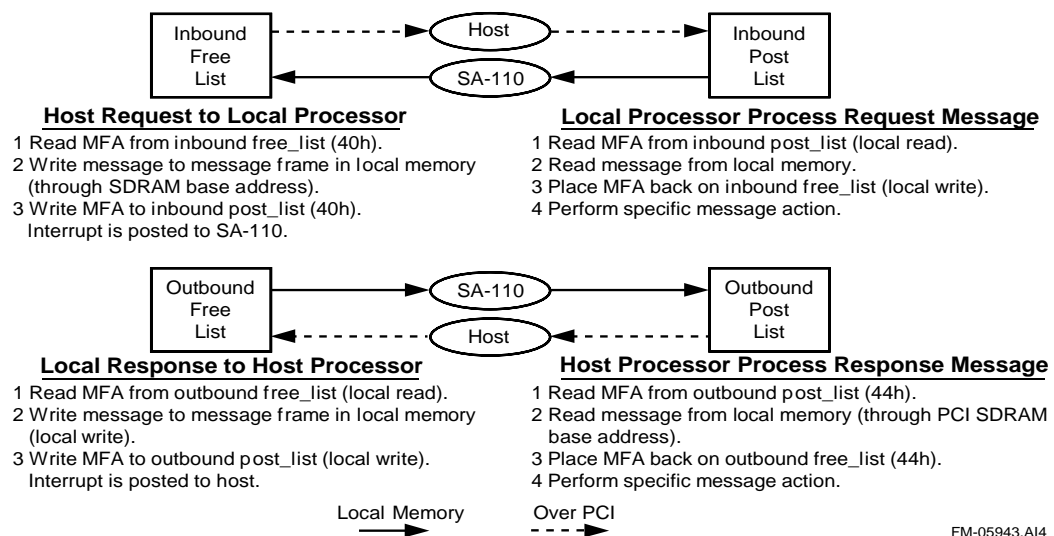 Inbound
Free
List
Host
SA-110
Inbound
Post
List
Host Request to Local Processor
1 Read MFA from inbound free_list (40h).
2 Write message to message frame in local memory
(through SDRAM base address).
3 Write MFA to inbound post_list (40h).
Interrupt is posted to SA-110.
Local Processor Process Request Message
1 Read MFA from inbound post_list (local read).
2 Read message from local memory.
3 Place MFA back on inbound free_list (local write).
4 Perform specific message action.
Outbound
Free
List
SA-110
Host
Outbound
Post
List
Local Response to Host Processor
1 Read MFA from outbound free_list (local read).
2 Write message to message frame in local memory
(local write).
3 Write MFA to outbound post_list (local write).
Interrupt is posted to host.
Host Processor Process Response Message
1 Read MFA from outbound post_list (44h).
2 Read message from local memory (through PCI SDRAM
base address).
3 Place MFA back on outbound free_list (44h).
4 Perform specific message action.
Local Memory
Over PCI
FM-05943.AI4